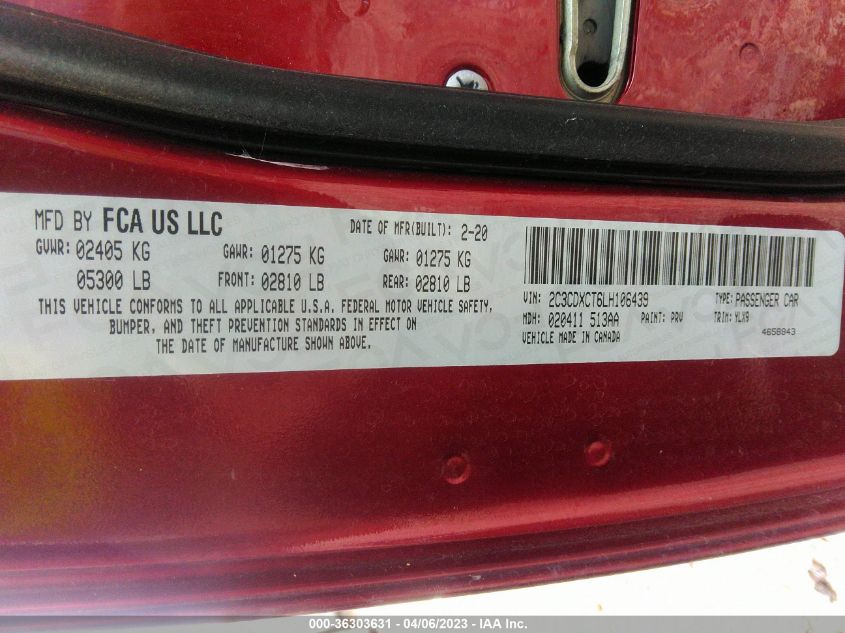 MFD BY FCA US LLC DATE OF MFR(BUILT): 2-20
GVWR: 02405 KG GAWR: 01275 KG GAWR: 01275 KG
05300 LB FRONT: 02810 LB REAR: 02810 LB
THIS VEHICLE CONFORMS TO ALL APPLICABLE U.S.A. FEDERAL MOTOR VEHICLE SAFETY,
BUMPER, AND THEFT PREVENTION STANDARDS IN EFFECT ON
THE DATE OF MANUFACTURE SHOWN ABOVE.
VIN: 2C3CDXCT6LH106439 TYPE: PASSENGER CAR
MDH: 020411 513AA PAINT: PRV TRIM: YLX9
VEHICLE MADE IN CANADA 4658943
000-36303631 - 04/06/2023 - IAA Inc.